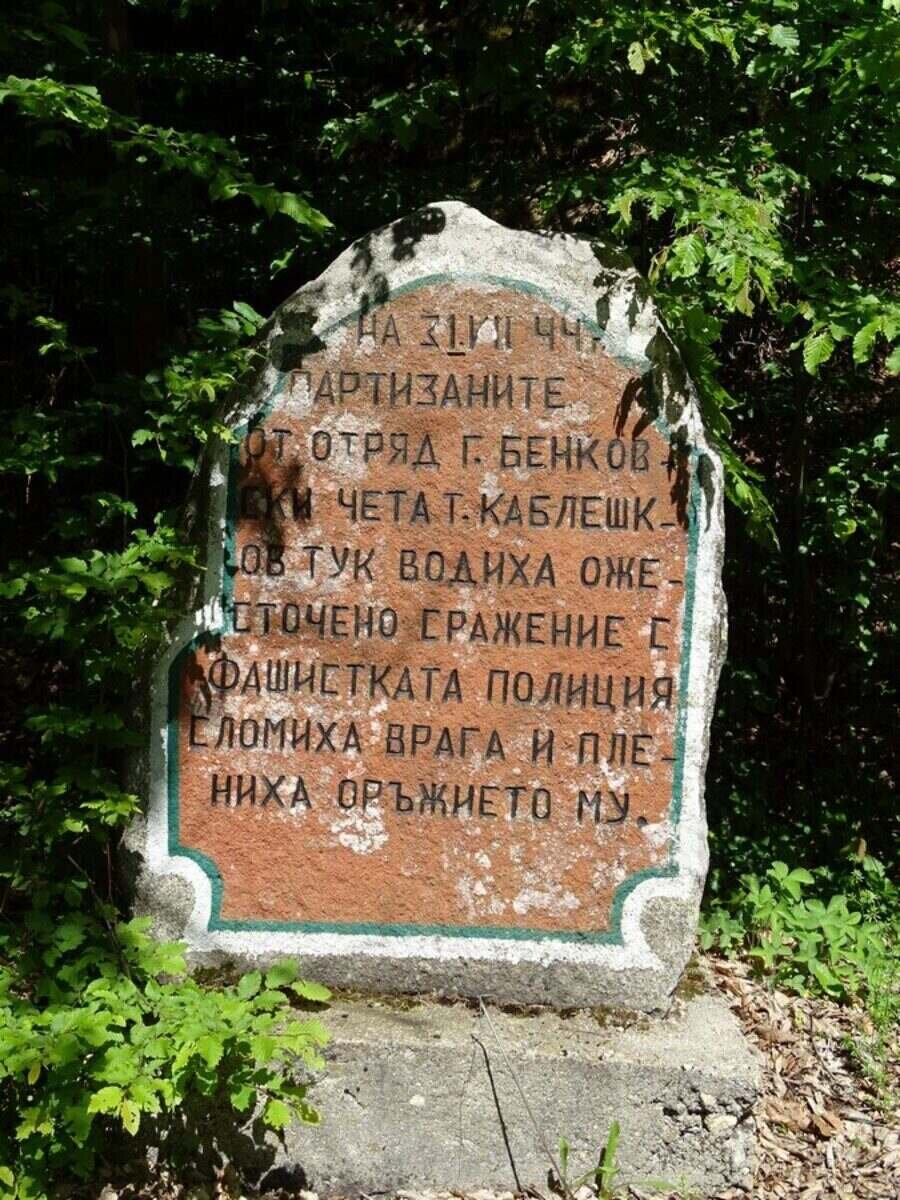 НА 31.VII 44г.
ПАРТИЗАНИТЕ
ОТ ОТРЯД Г. БЕНКОВ-
СКИ ЧЕТА Т. КАБЛЕШК-
ОВ ТУК ВОДИХА ОЖЕ-
СТОЧЕНО СРАЖЕНИЕ С
ФАШИСТКАТА ПОЛИЦИЯ
СЛОМИХА ВРАГА И ПЛЕ-
НИХА ОРЪЖИЕТО МУ.